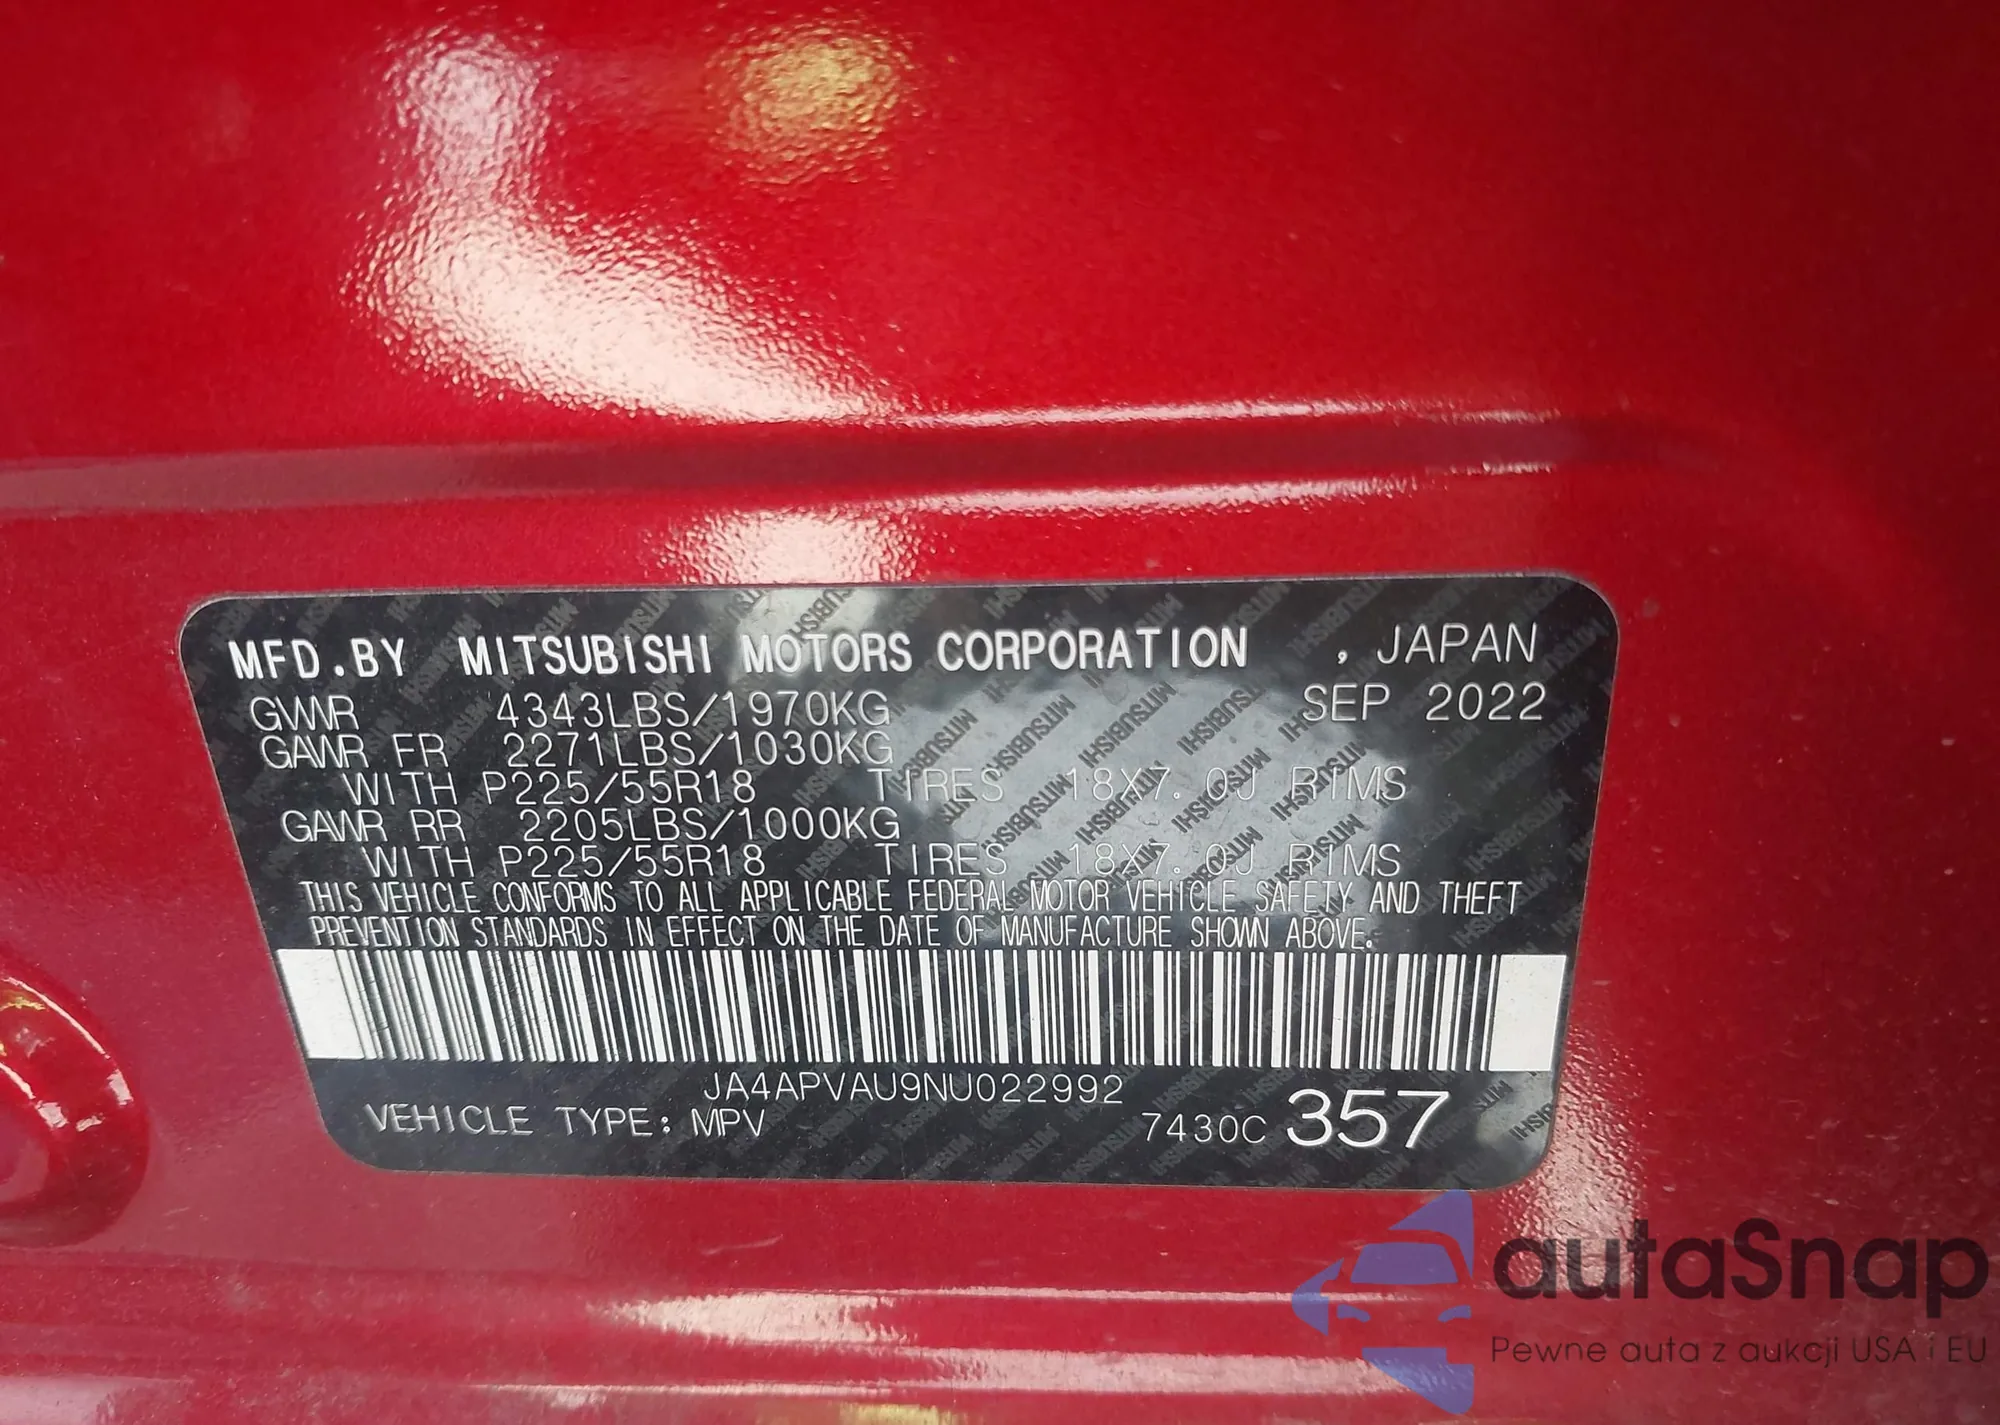 MFD.BY MITSUBISHI MOTORS CORPORATION , JAPAN
GVWR 4343LBS/1970KG SEP 2022
GAWR FR 2271LBS/1030KG
WITH P225/55R18 TIRES 18X7.0J RIMS
GAWR RR 2205LBS/1000KG
WITH P225/55R18 TIRES 18X7.0J RIMS
THIS VEHICLE CONFORMS TO ALL APPLICABLE FEDERAL MOTOR VEHICLE SAFETY AND THEFT
PREVENTION STANDARDS IN EFFECT ON THE DATE OF MANUFACTURE SHOWN ABOVE.
JA4APVAU9NU022992
VEHICLE TYPE: MPV 7430C 357
autaSnap
Pewne auta z aukcji USA i EU